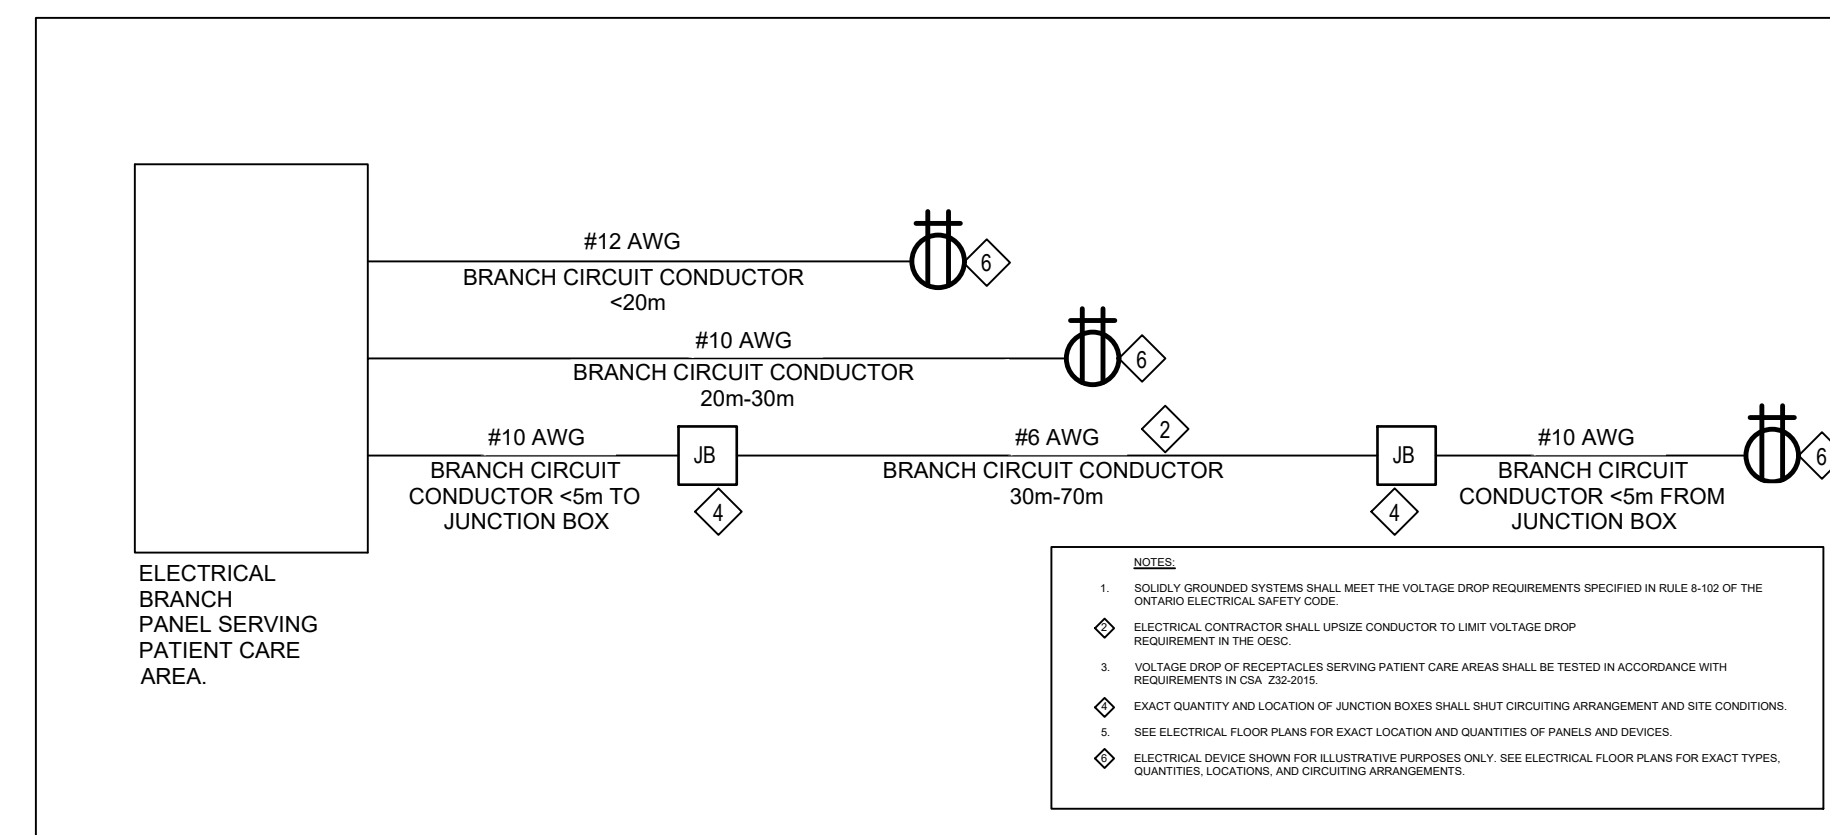 #12 AWG
BRANCH CIRCUIT CONDUCTOR
<20m
6
#10 AWG
BRANCH CIRCUIT CONDUCTOR
20m-30m
6
#10 AWG
BRANCH CIRCUIT
CONDUCTOR <5m TO
JUNCTION BOX
JB
4
#6 AWG
2
BRANCH CIRCUIT CONDUCTOR
30m-70m
JB
4
#10 AWG
BRANCH CIRCUIT
CONDUCTOR <5m FROM
JUNCTION BOX
6
ELECTRICAL
BRANCH
PANEL SERVING
PATIENT CARE
AREA.
NOTES:
1. SOLIDLY GROUNDED SYSTEMS SHALL MEET THE VOLTAGE DROP REQUIREMENTS SPECIFIED IN RULE 8-102 OF THE
ONTARIO ELECTRICAL SAFETY CODE.
2 ELECTRICAL CONTRACTOR SHALL UPSIZE CONDUCTOR TO LIMIT VOLTAGE DROP
REQUIREMENT IN THE OESC.
3. VOLTAGE DROP OF RECEPTACLES SERVING PATIENT CARE AREAS SHALL BE TESTED IN ACCORDANCE WITH
REQUIREMENTS IN CSA Z32-2015.
4 EXACT QUANTITY AND LOCATION OF JUNCTION BOXES SHALL SHUT CIRCUITING ARRANGEMENT AND SITE CONDITIONS.
5. SEE ELECTRICAL FLOOR PLANS FOR EXACT LOCATION AND QUANTITIES OF PANELS AND DEVICES.
6 ELECTRICAL DEVICE SHOWN FOR ILLUSTRATIVE PURPOSES ONLY. SEE ELECTRICAL FLOOR PLANS FOR EXACT TYPES,
QUANTITIES, LOCATIONS, AND CIRCUITING ARRANGEMENTS.